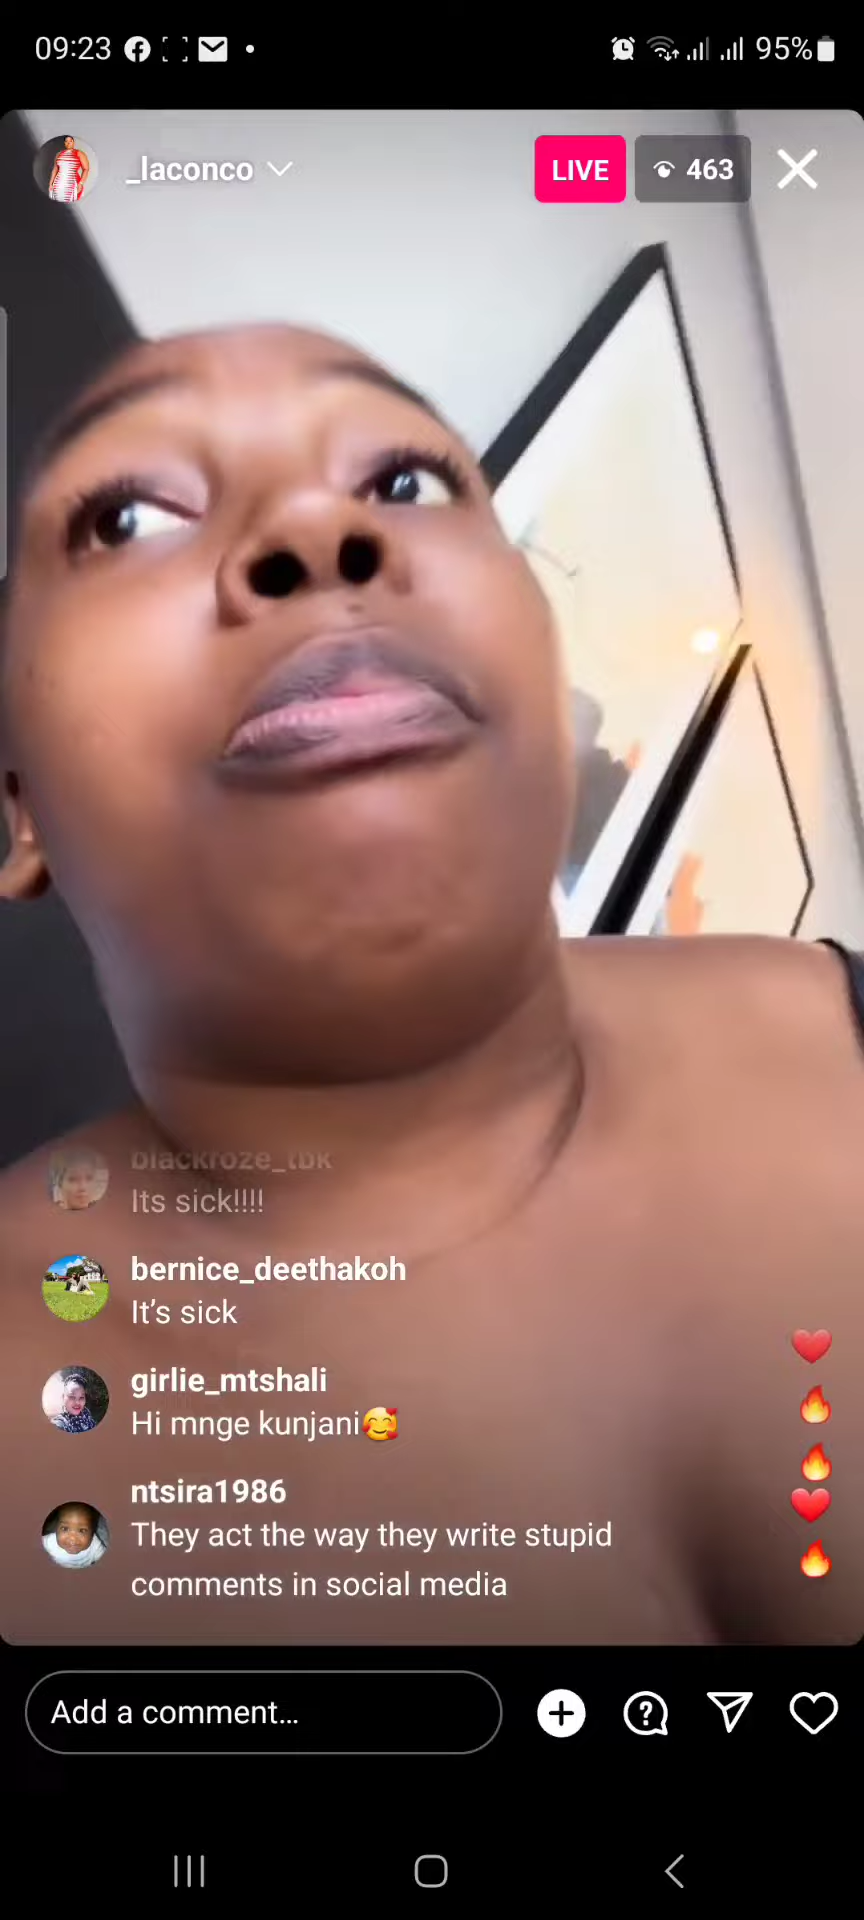 09:23
95%
_laconco
LIVE
463
blackroze_tbk
Its sick!!!!
bernice_deethakoh
It’s sick
girlie_mtshali
Hi mnge kunjani🥰
ntsira1986
They act the way they write stupid
comments in social media
Add a comment...